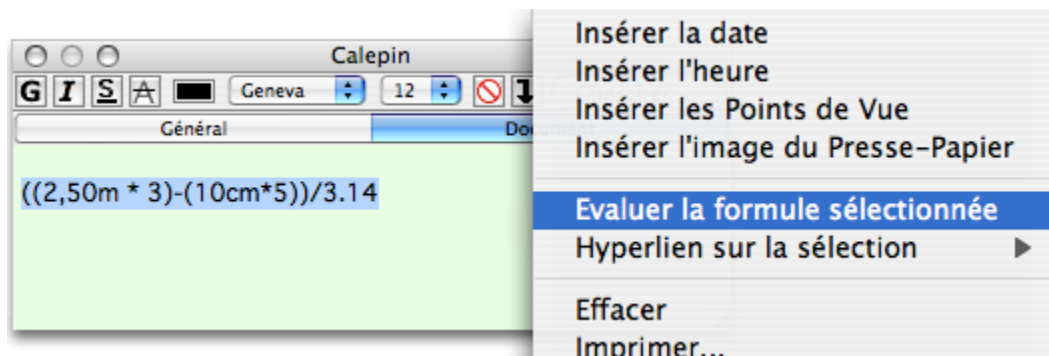 Calepin
G I S A Geneva 12
Général
((2,50m * 3)-(10cm*5))/3.14
Insérer la date
Insérer l'heure
Insérer les Points de Vue
Insérer l'image du Presse-Papier
Evaluer la formule sélectionnée
Hyperlien sur la sélection
Effacer
Imprimer...